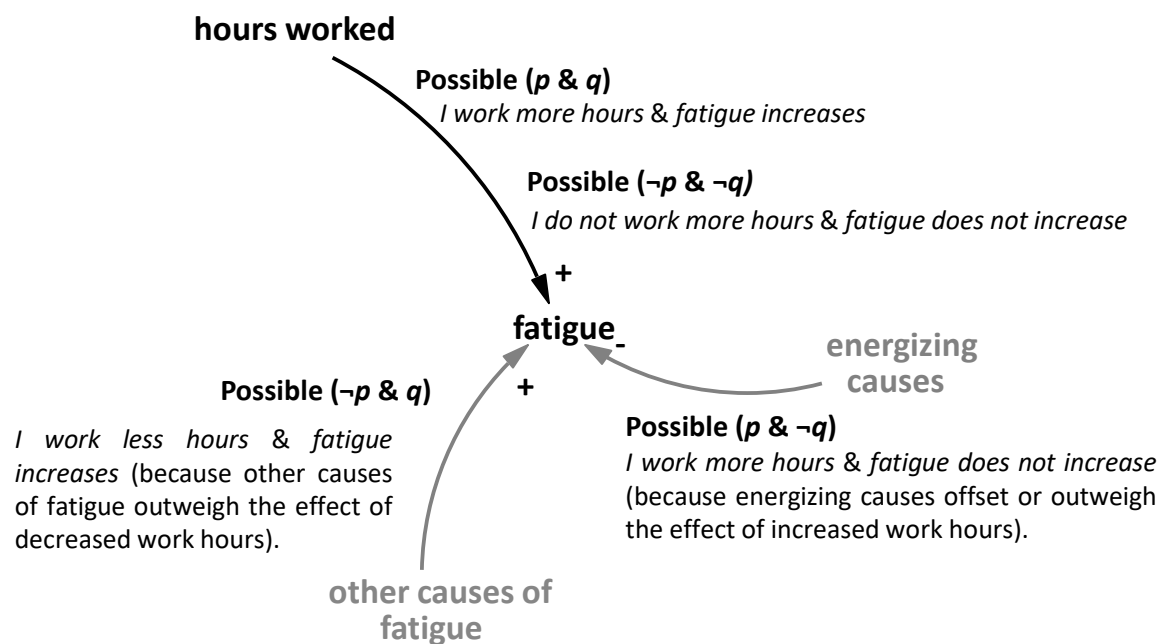 hours worked
Possible (p & q)
I work more hours & fatigue increases
Possible (¬p & ¬q)
I do not work more hours & fatigue does not increase
+
fatigue -
energizing
causes
Possible (¬p & q)
+
I work less hours & fatigue
increases (because other causes
of fatigue outweigh the effect of
decreased work hours).
Possible (p & ¬q)
I work more hours & fatigue does not increase
(because energizing causes offset or outweigh
the effect of increased work hours).
other causes of
fatigue